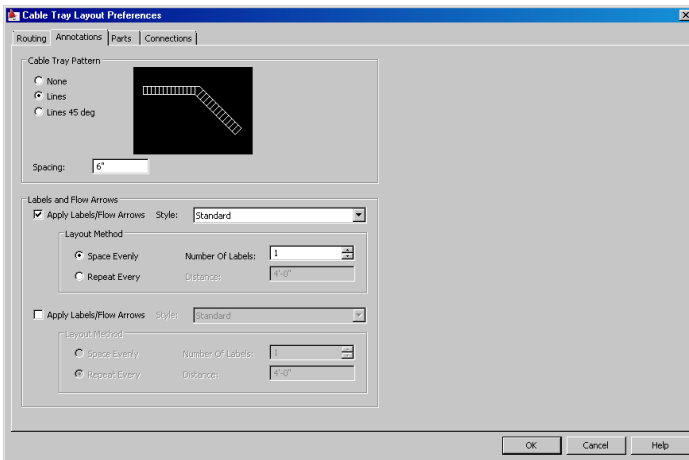 Cable Tray Layout Preferences
Routing Annotations Parts Connections
Cable Tray Pattern
None
Lines
Lines 45 deg
Spacing: 6"
Labels and Flow Arrows
Apply Labels/Flow Arrows Style: Standard
Layout Method
Space Evenly Number Of Labels: 1
Repeat Every Distance: 4'-0"
Apply Labels/Flow Arrows Style: Standard
Layout Method
Space Evenly Number Of Labels: 1
Repeat Every Distance: 4'-0"
OK Cancel Help